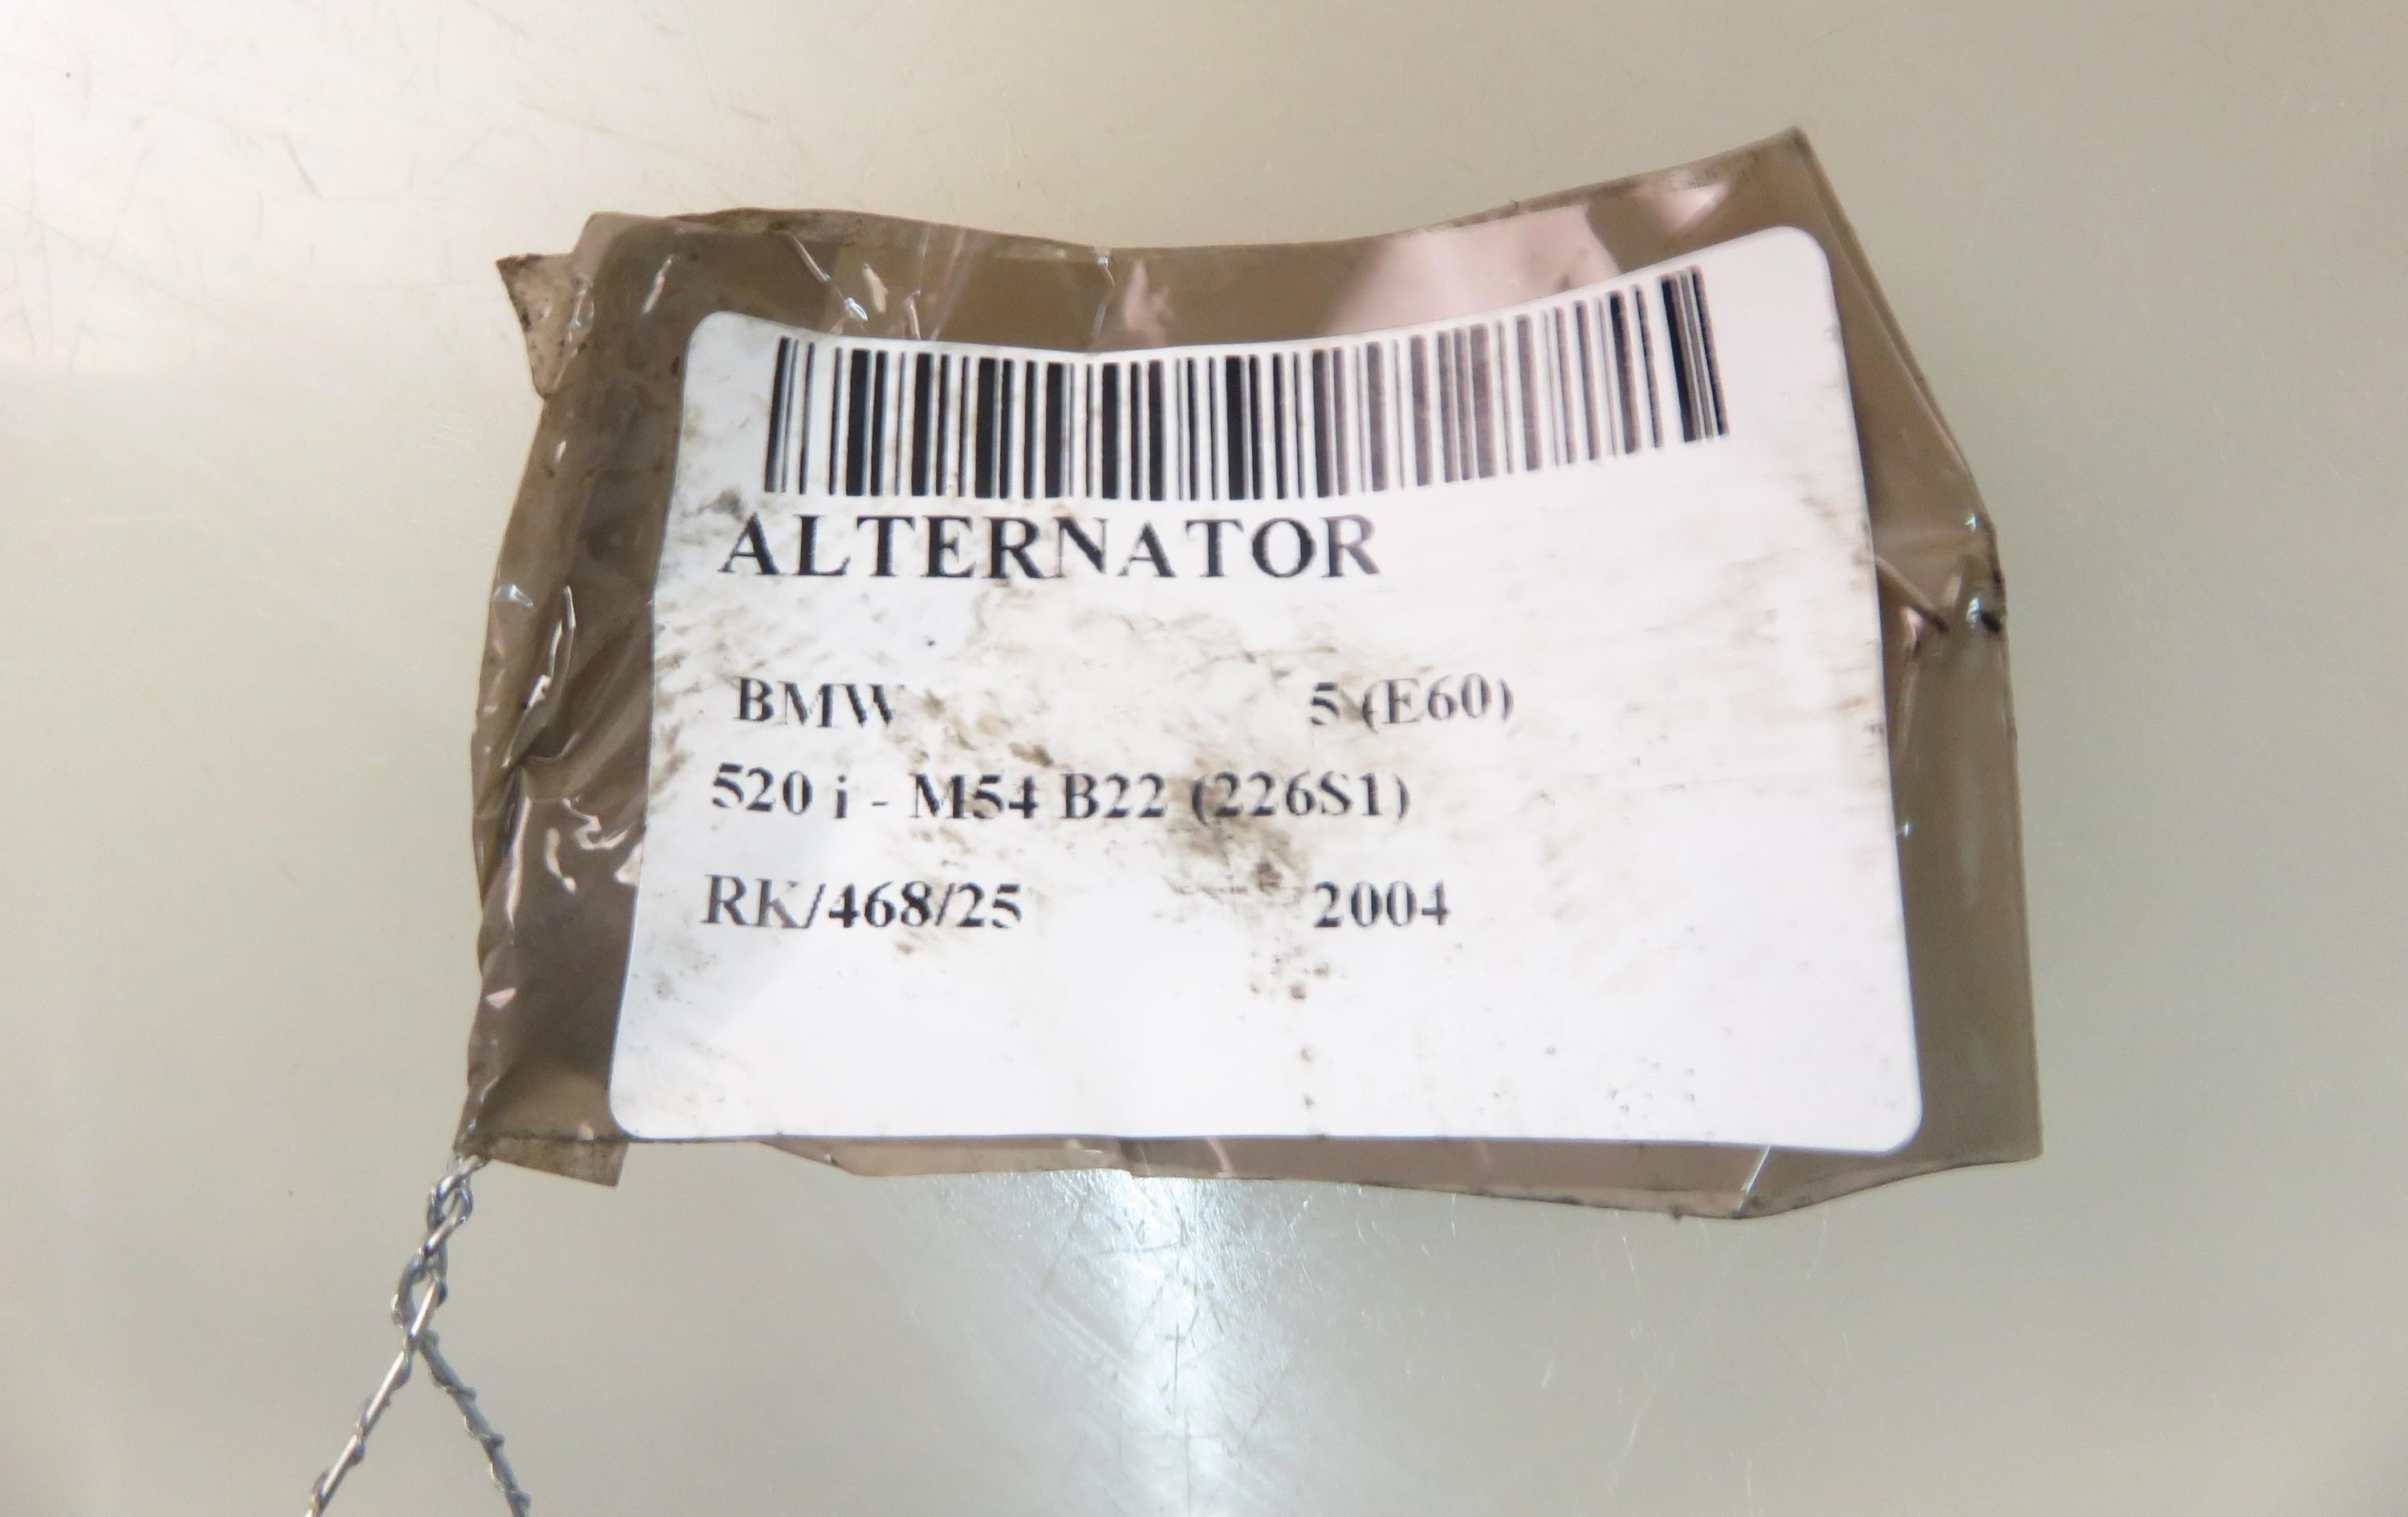 ALTERNATOR
BMW 5 (E60)
520 i - M54 B22 (226S1)
RK/468/25 2004